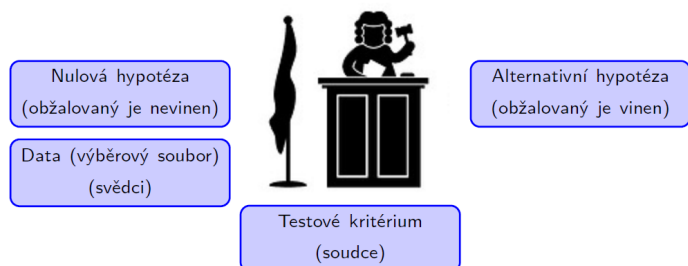 Nulová hypotéza
(obžalovaný je nevinen)
Data (výběrový soubor)
(svědci)
Testové kritérium
(soudce)
Alternativní hypotéza
(obžalovaný je vinen)